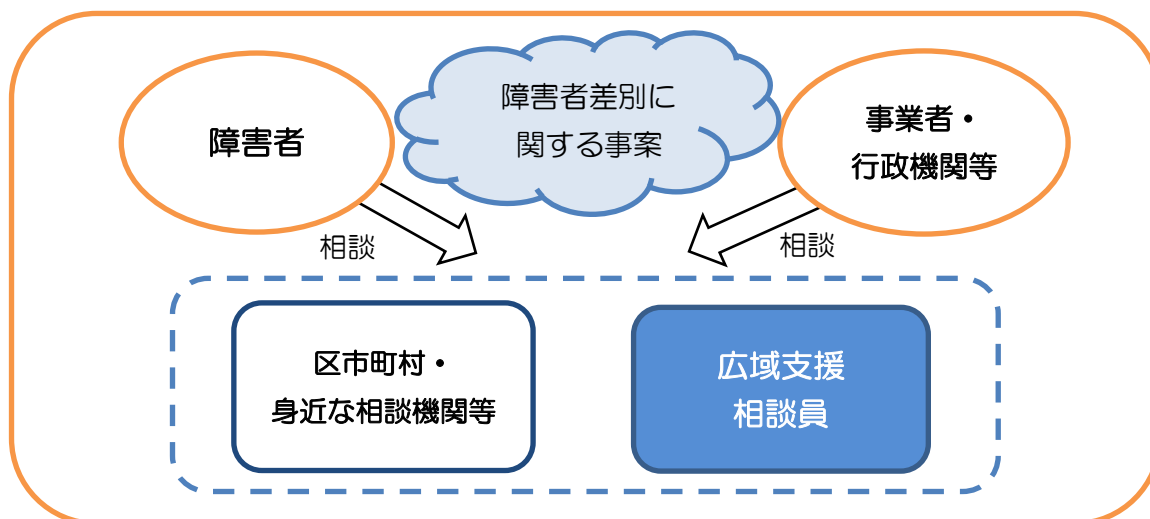 障害者
障害者差別に
関する事案
事業者・
行政機関等
相談
相談
区市町村・
身近な相談機関等
広域支援
相談員